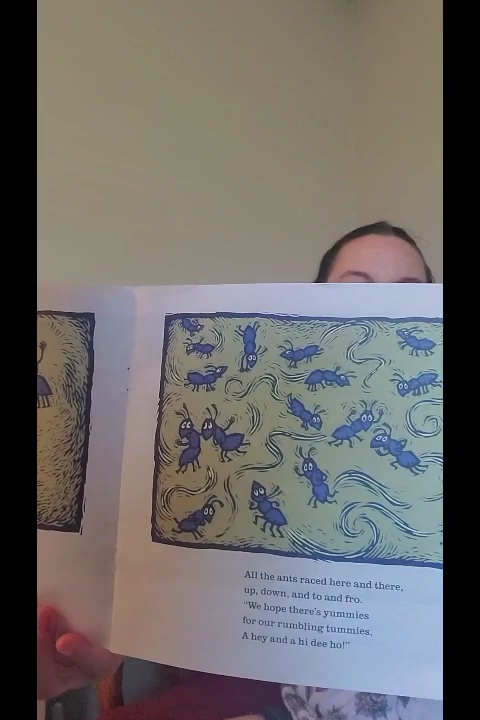 All the ants raced here and there,
up, down, and to and fro.
"We hope there's yummies
for our rumbling tummies,
A hey and a hi dee ho!"